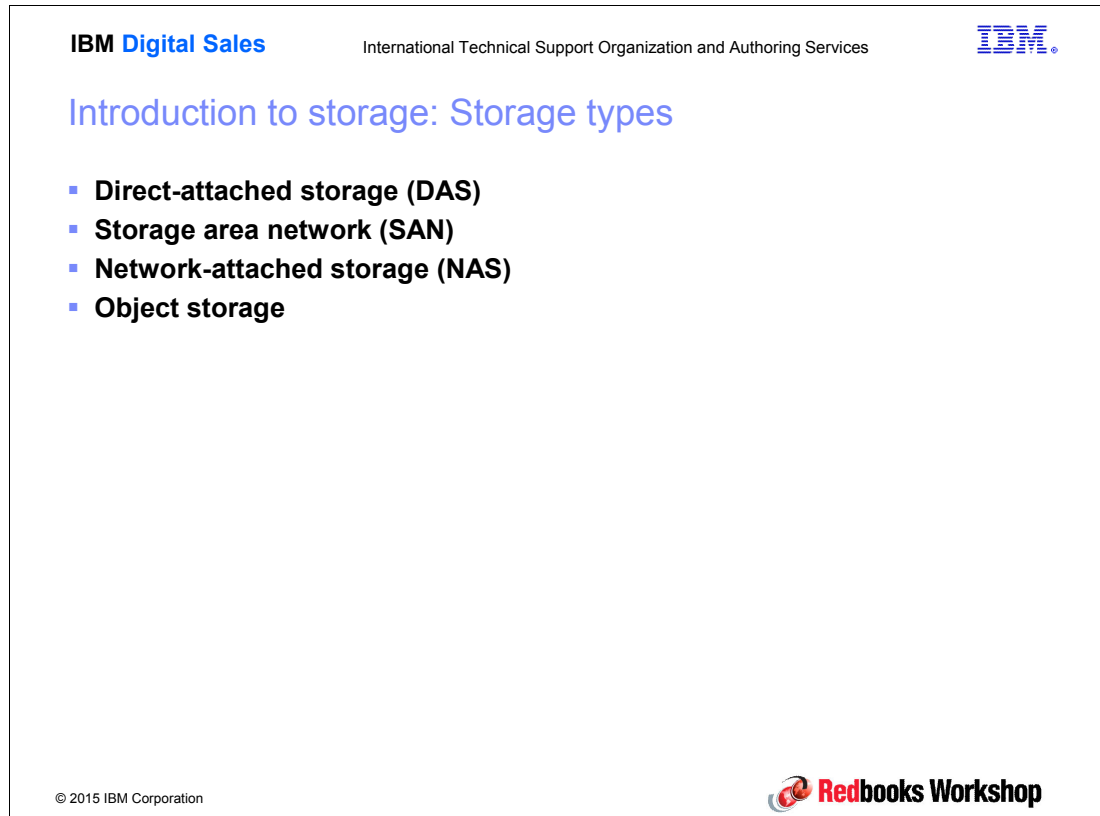 IBM Digital Sales
International Technical Support Organization and Authoring Services
IBM®
Introduction to storage: Storage types
▪ Direct-attached storage (DAS)
▪ Storage area network (SAN)
▪ Network-attached storage (NAS)
▪ Object storage
© 2015 IBM Corporation
Redbooks Workshop